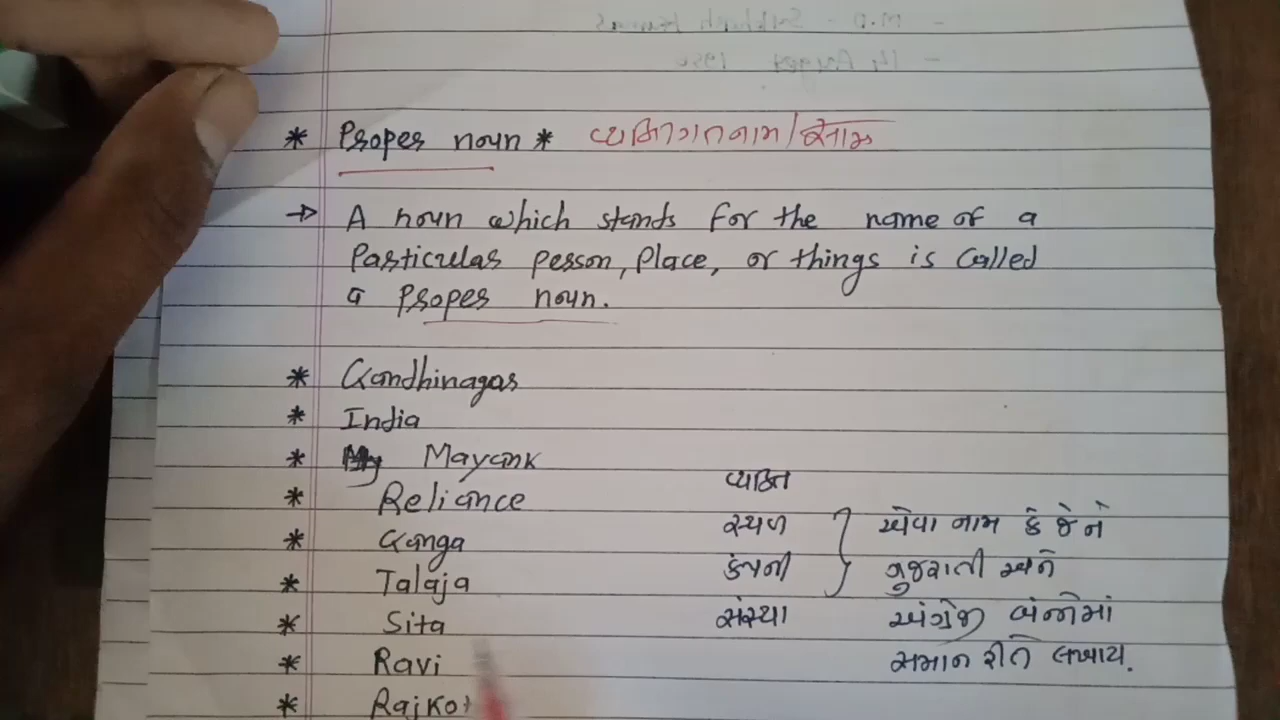 * Proper noun * વ્યક્તિગતનામ/
→ A noun which stands for the name of a
Particular person, Place, or things is called
a Proper noun.
* Gandhinagar
* India
* My Mayank
* Reliance
* Ganga
* Talaja
* Sita
* Ravi
* Rajkot
વ્યક્તિ
સ્થળ
કંપની
સંસ્થા
એવા નામ કે જેને
ગુજરાતી અને
અંગ્રેજી બંન્નેમાં
સમાન રીતે લખાય.